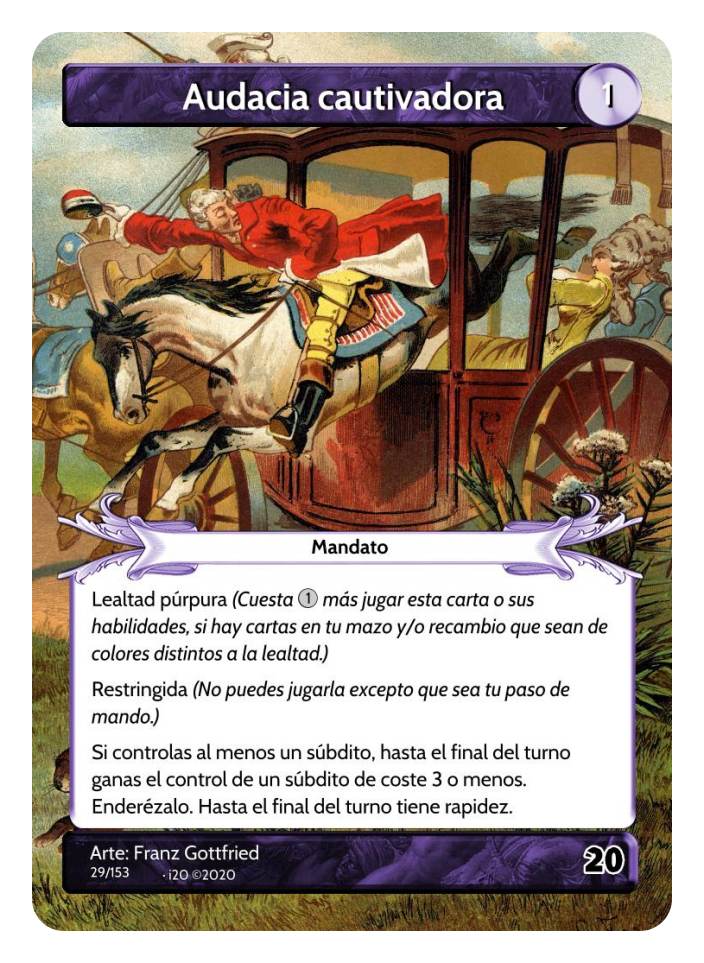 Audacia cautivadora
1
Mandato
Lealtad púrpura (Cuesta 1 más jugar esta carta o sus
habilidades, si hay cartas en tu mazo y/o recambio que sean de
colores distintos a la lealtad.)
Restringida (No puedes jugarla excepto que sea tu paso de
mando.)
Si controlas al menos un súbdito, hasta el final del turno
ganas el control de un súbdito de coste 3 o menos.
Enderézalo. Hasta el final del turno tiene rapidez.
Arte: Franz Gottfried
29/153 · i20 ©2020
20